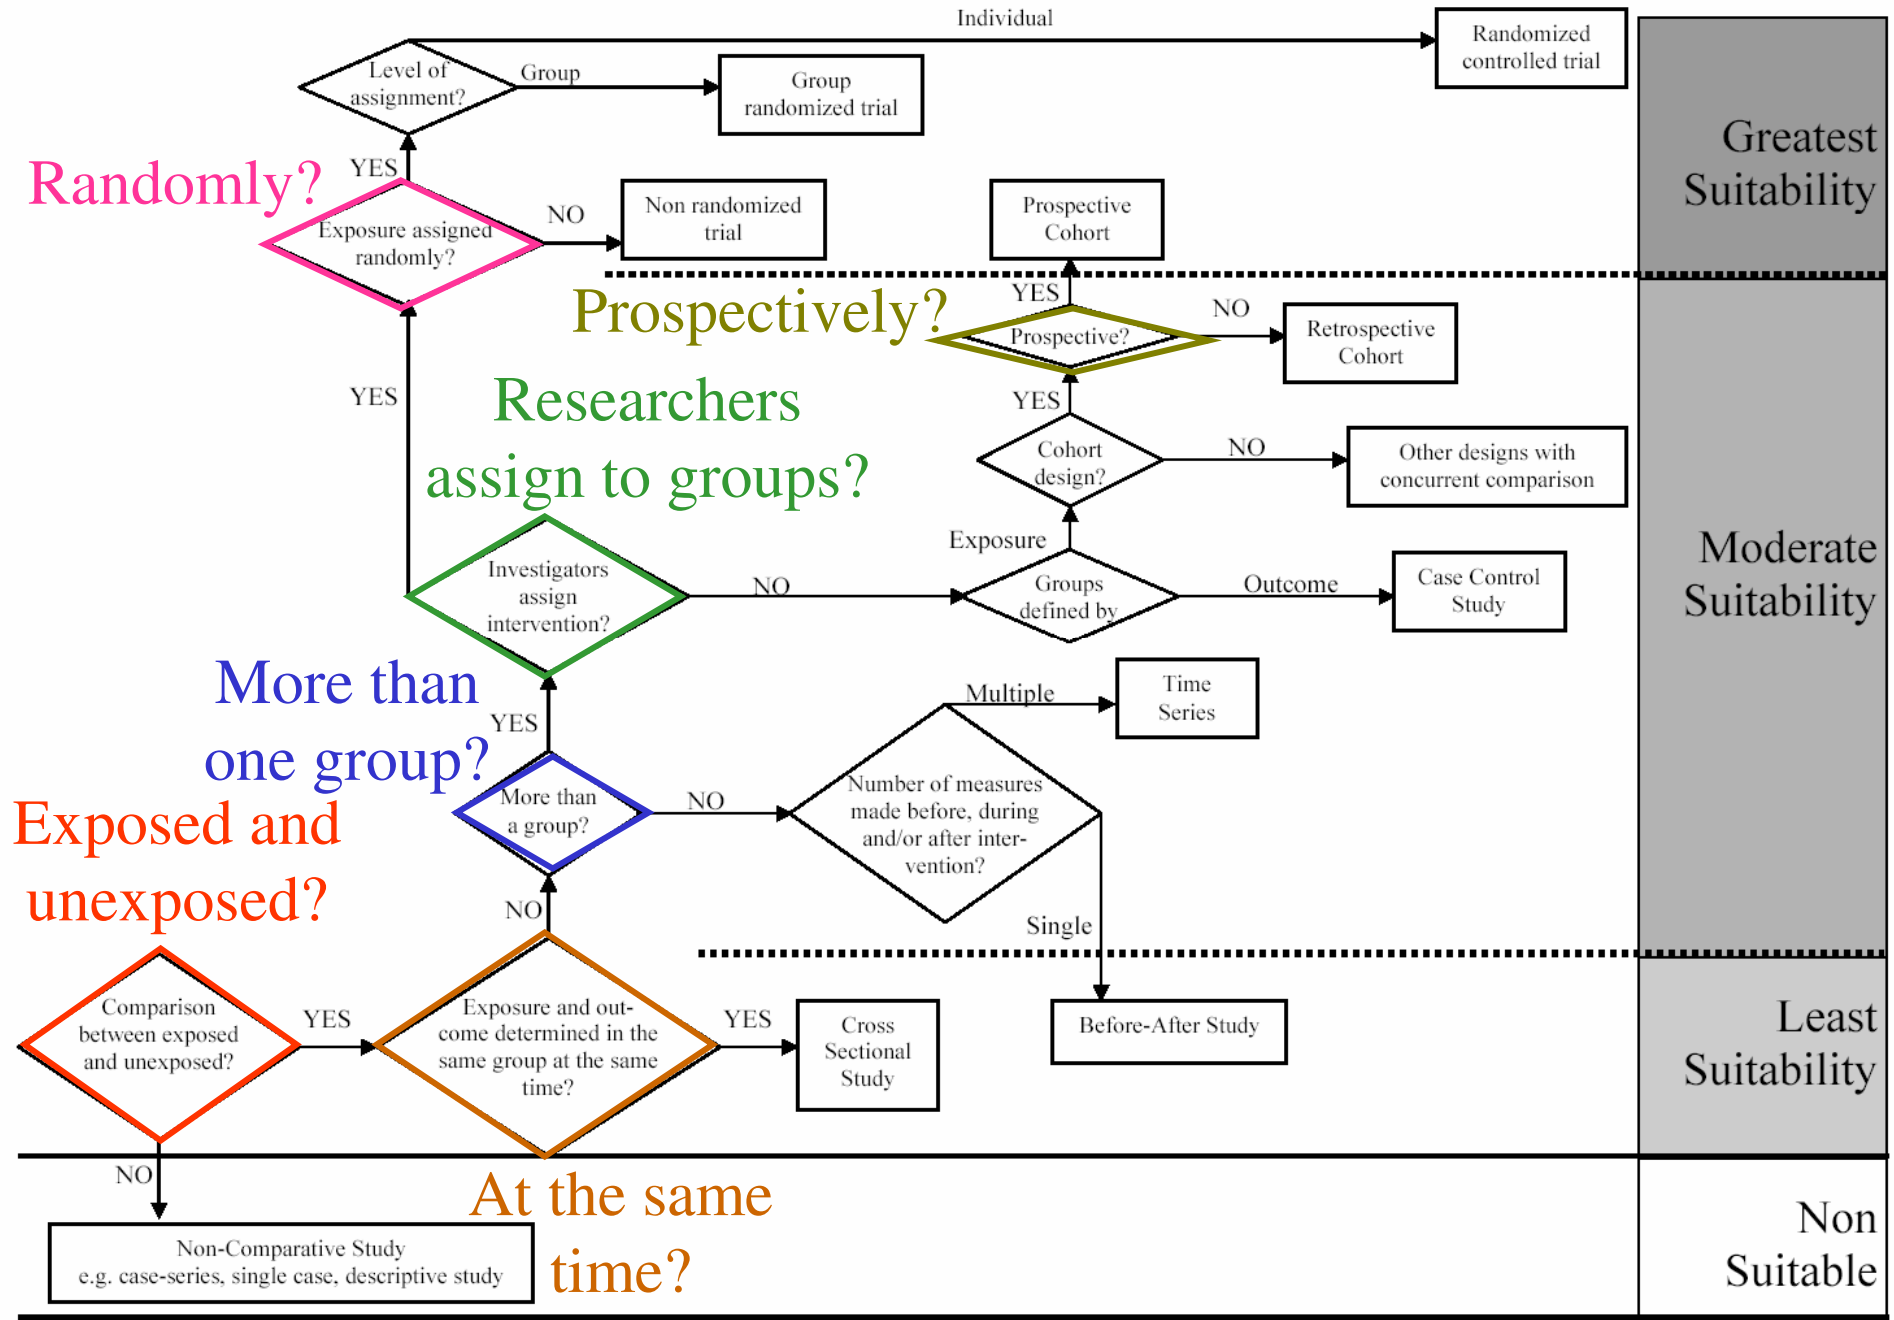 Individual
Randomized
controlled trial
Level of
assignment?
Group
Group
randomized trial
Greatest
Suitability
YES
Randomly?
Exposure assigned
randomly?
NO
Non randomized
trial
Prospective
Cohort
YES
Prospectively?
Prospective?
NO
Retrospective
Cohort
YES
Researchers
assign to groups?
YES
Cohort
design?
NO
Other designs with
concurrent comparison
Moderate
Suitability
Investigators
assign
intervention?
NO
Exposure
Groups
defined by
Outcome
Case Control
Study
More than
one group?
YES
More than
a group?
NO
Number of measures
made before, during
and/or after inter-
vention?
Multiple
Time
Series
Single
Exposed and
unexposed?
NO
Comparison
between exposed
and unexposed?
YES
Exposure and out-
come determined in the
same group at the same
time?
YES
Cross
Sectional
Study
Before-After Study
Least
Suitability
NO
At the same
time?
Non-Comparative Study
e.g. case-series, single case, descriptive study
Non
Suitable